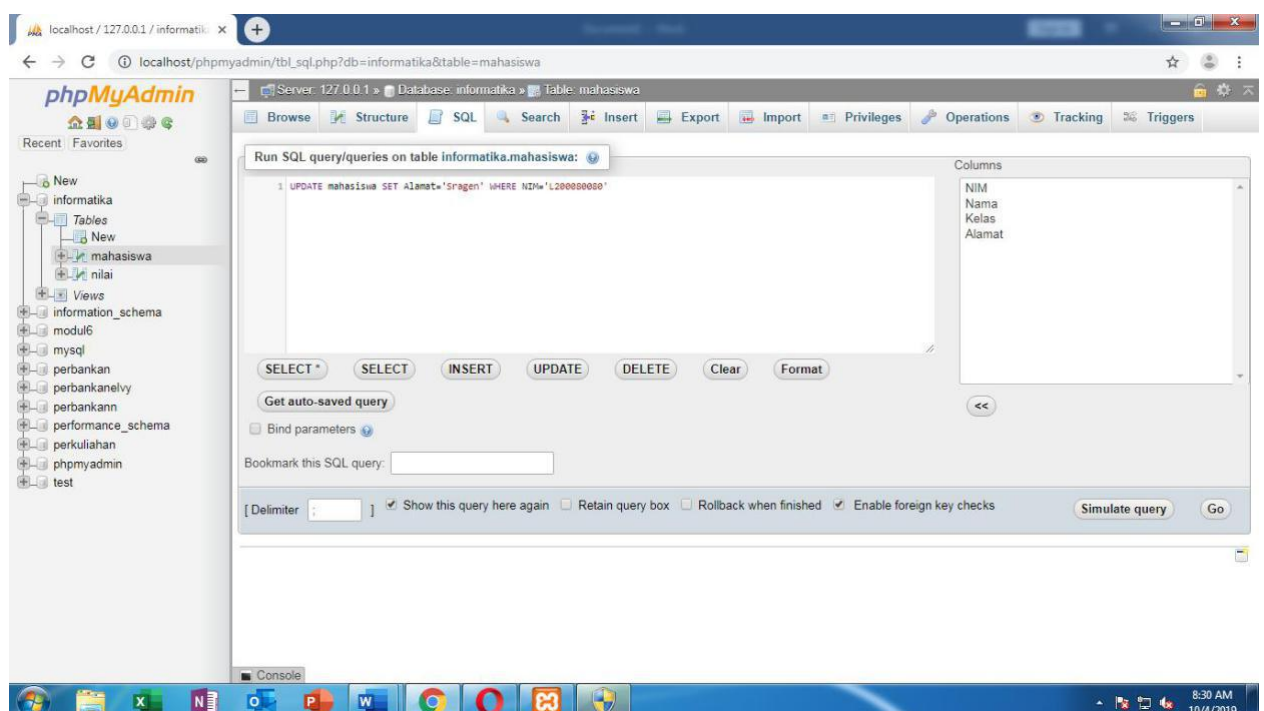 localhost / 127.0.0.1 / informatik
localhost/phpmyadmin/tbl_sql.php?db=informatika&table=mahasiswa
phpMyAdmin
Recent Favorites
New
informatika
Tables
New
mahasiswa
nilai
Views
information_schema
modul6
mysql
perbankan
perbankanelvy
perbankann
performance_schema
perkuliahan
phpmyadmin
test
Server: 127.0.0.1 » Database: informatika » Table: mahasiswa
Browse Structure SQL Search Insert Export Import Privileges Operations Tracking Triggers
Run SQL query/queries on table informatika.mahasiswa:
1 UPDATE mahasiswa SET Alamat='Sragen' WHERE NIM='L200080080'
Columns
NIM
Nama
Kelas
Alamat
SELECT * SELECT INSERT UPDATE DELETE Clear Format
Get auto-saved query
<<
Bind parameters
Bookmark this SQL query:
[ Delimiter ; ] Show this query here again Retain query box Rollback when finished Enable foreign key checks Simulate query Go
Console
8:30 AM
10/4/2019